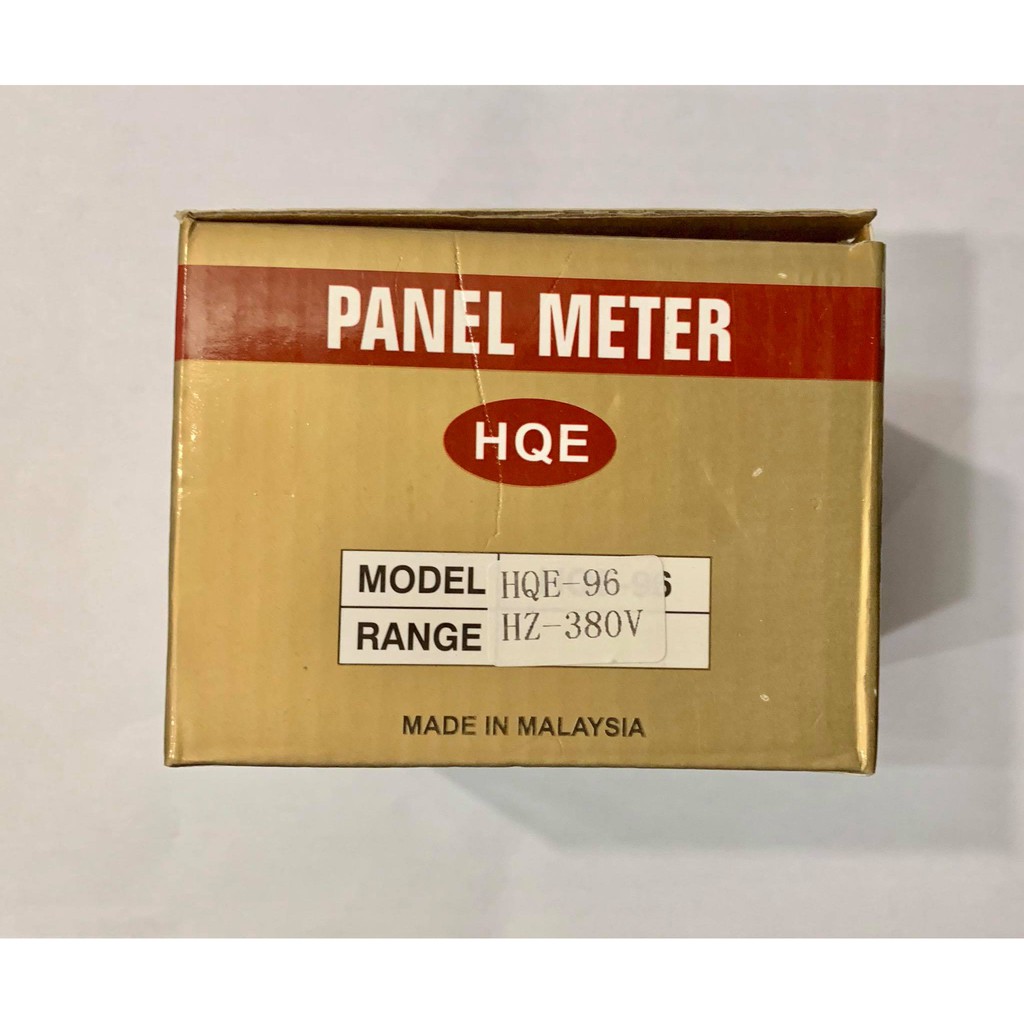 PANEL METER
HQE
MODEL HQE-96
RANGE HZ-380V
MADE IN MALAYSIA